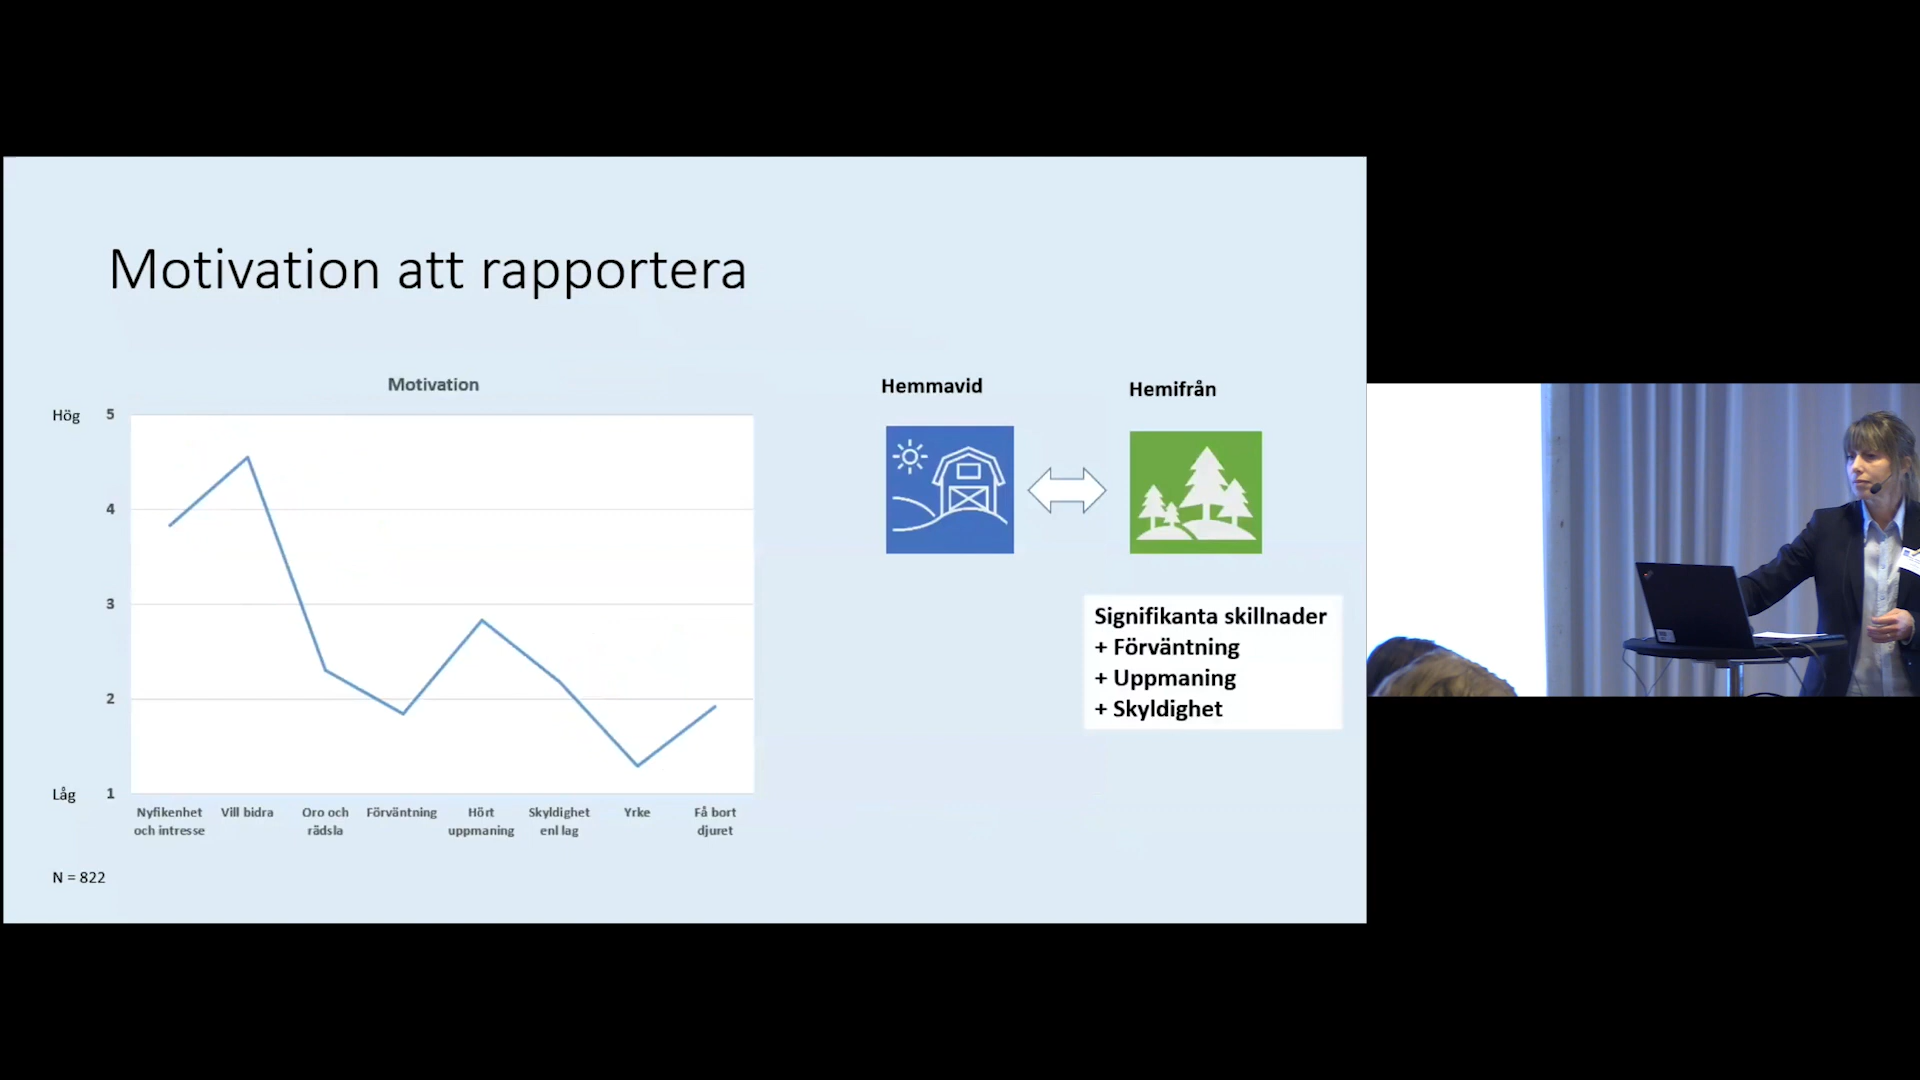 Motivation att rapportera
Motivation
Hög
5
4
3
2
Låg
1
Nyfikenhet
och intresse
Vill bidra
Oro och
rädsla
Förväntning
Hört
uppmaning
Skyldighet
enl lag
Yrke
Få bort
djuret
N = 822
Hemmavid
Hemifrån
Signifikanta skillnader
+ Förväntning
+ Uppmaning
+ Skyldighet